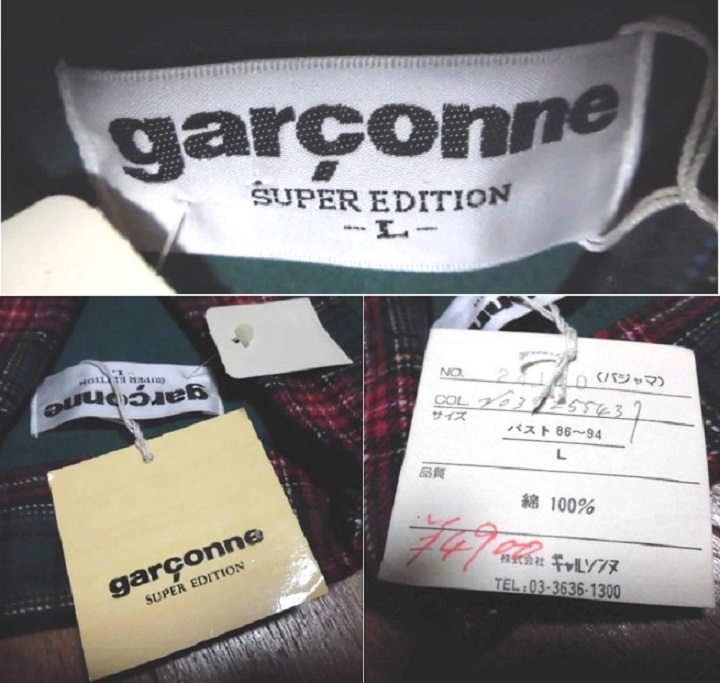 garçonne
SUPER EDITION
-L-
garçonne
SUPER EDITION
-L-
garçonne
SUPER EDITION
NO. (パジャマ)
COL.
サイズ
バスト 86~94
L
品質
綿 100%
¥4900
株式会社 ギャルソンヌ
TEL:03-3636-1300